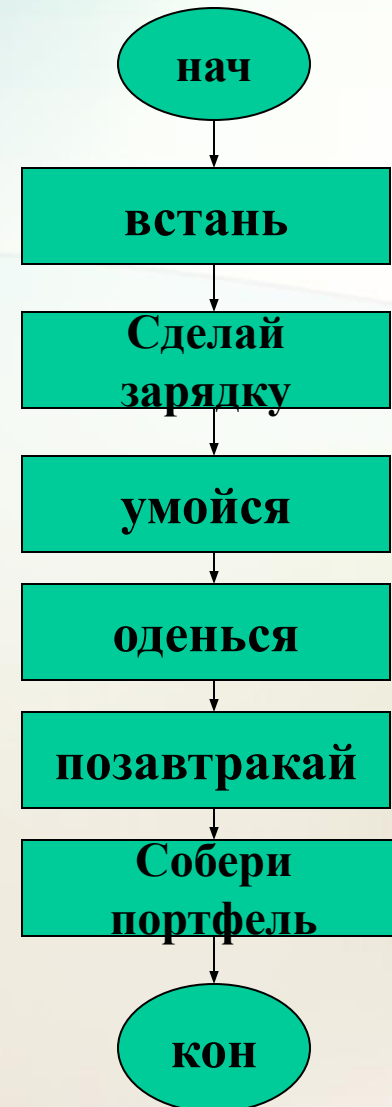 нач
встань
Сделай
зарядку
умойся
оденься
позавтракай
Собери
портфель
кон